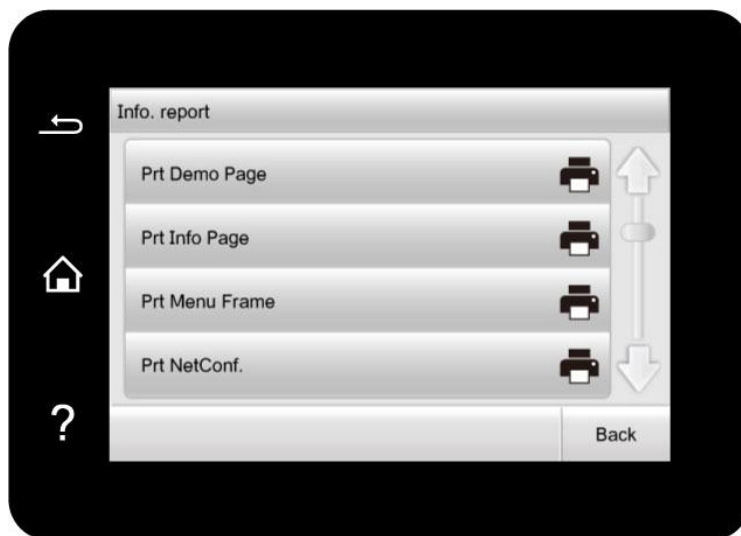 Info. report
Prt Demo Page
Prt Info Page
Prt Menu Frame
Prt NetConf.
?
Back